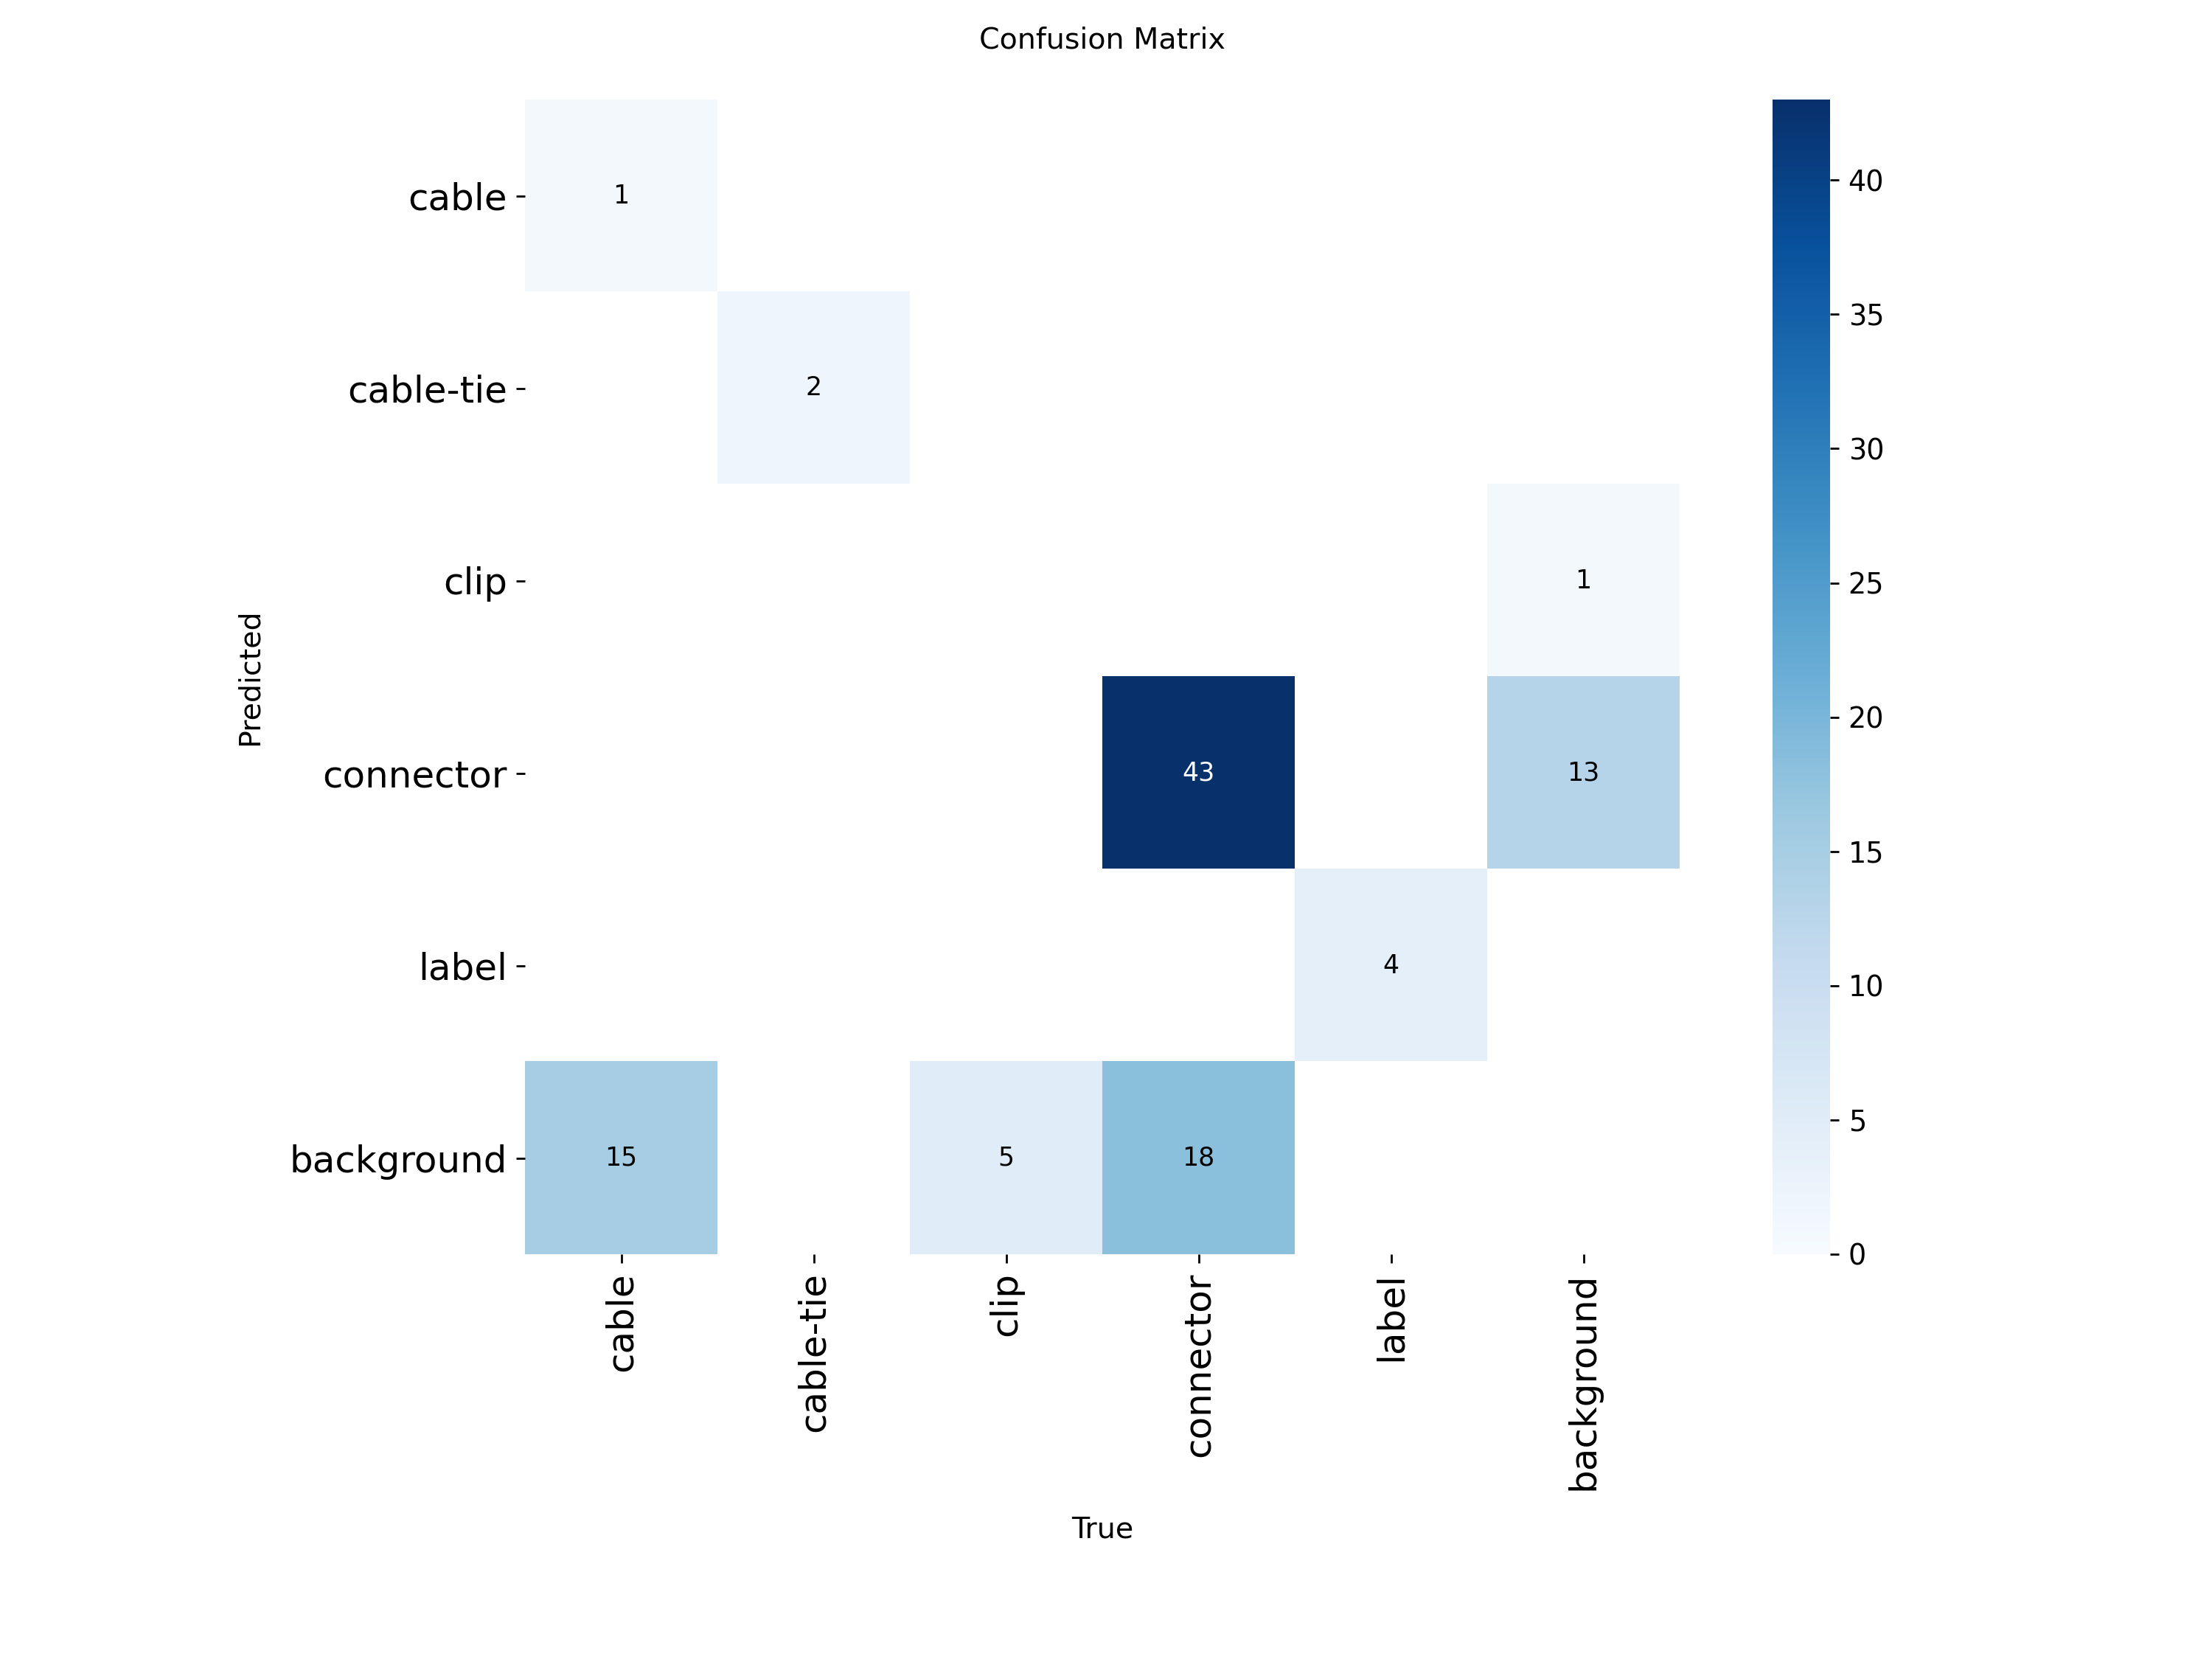 Confusion Matrix
cable
1
cable-tie
2
clip
1
connector
43
13
label
4
background
15
5
18
Predicted
cable
cable-tie
clip
connector
label
background
True
40
35
30
25
20
15
10
5
0